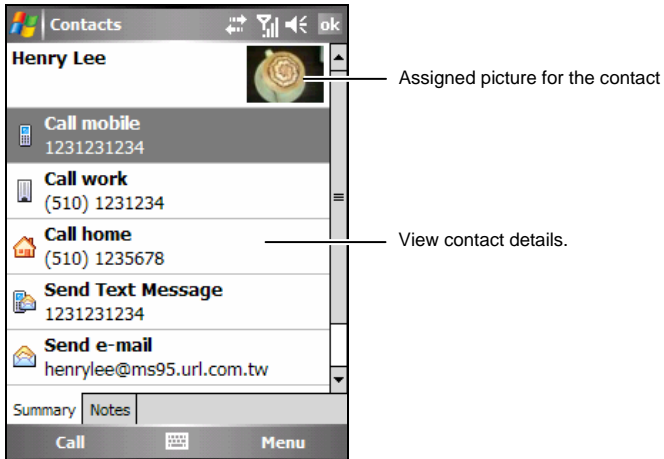 Contacts ok
Henry Lee
Assigned picture for the contact
Call mobile
1231231234
Call work
(510) 1231234
Call home
(510) 1235678
View contact details.
Send Text Message
1231231234
Send e-mail
henrylee@ms95.url.com.tw
Summary Notes
Call Menu